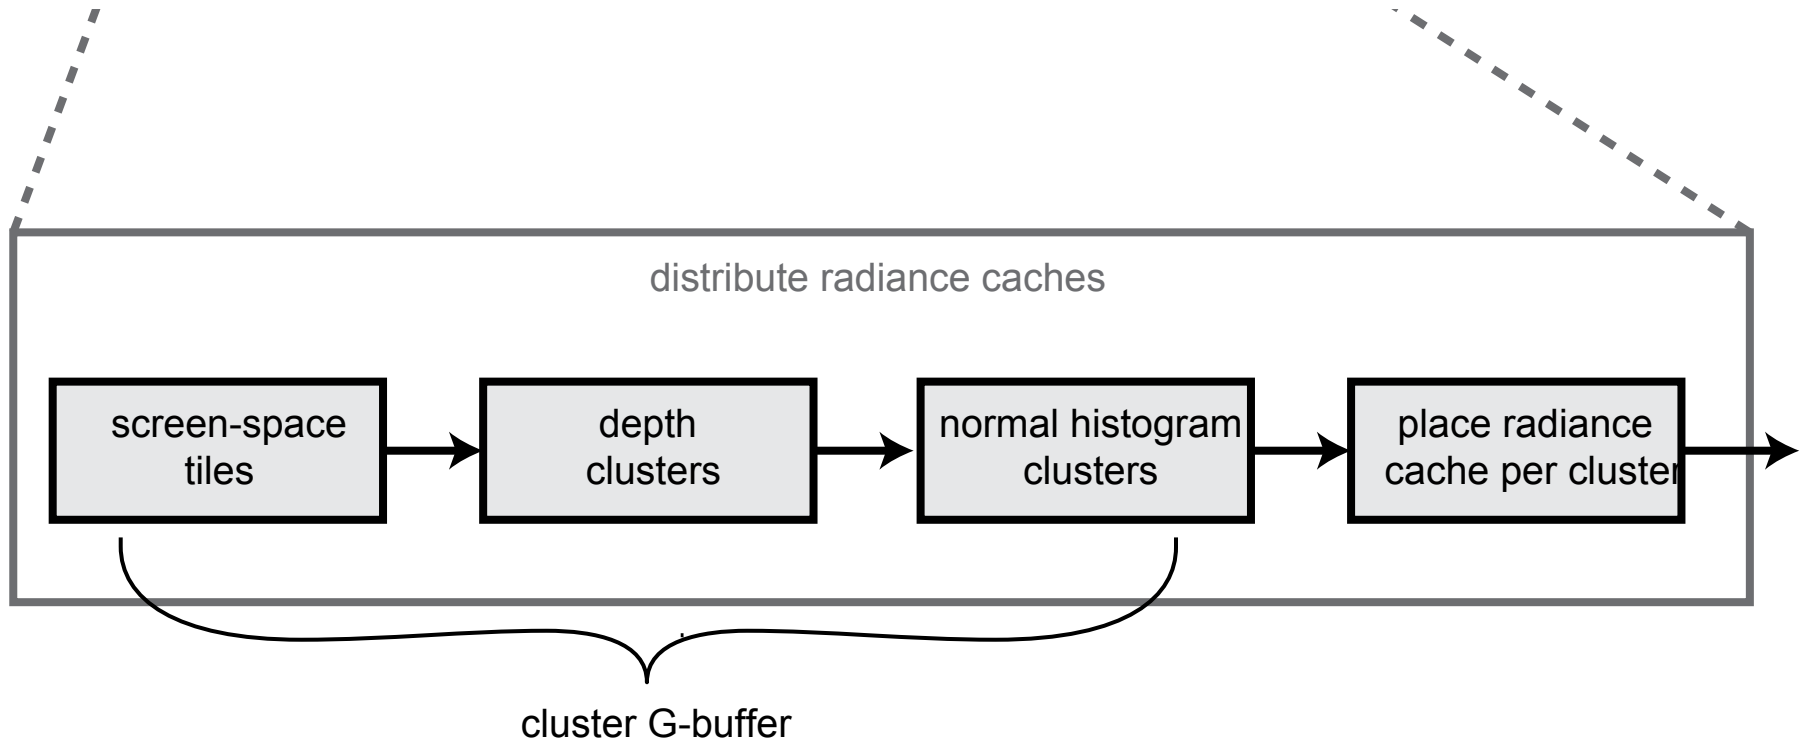 distribute radiance caches
screen-space
tiles
depth
clusters
normal histogram
clusters
place radiance
cache per cluster
cluster G-buffer